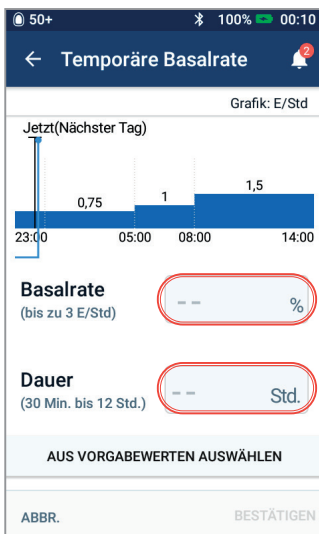 50+ 100% 00:10
Temporäre Basalrate 2
Grafik: E/Std
Jetzt(Nächster Tag)
0,75 1 1,5
23:00 05:00 08:00 14:00
Basalrate
(bis zu 3 E/Std)
-- %
Dauer
(30 Min. bis 12 Std.)
-- Std.
AUS VORGABEWERTEN AUSWÄHLEN
ABBR. BESTÄTIGEN